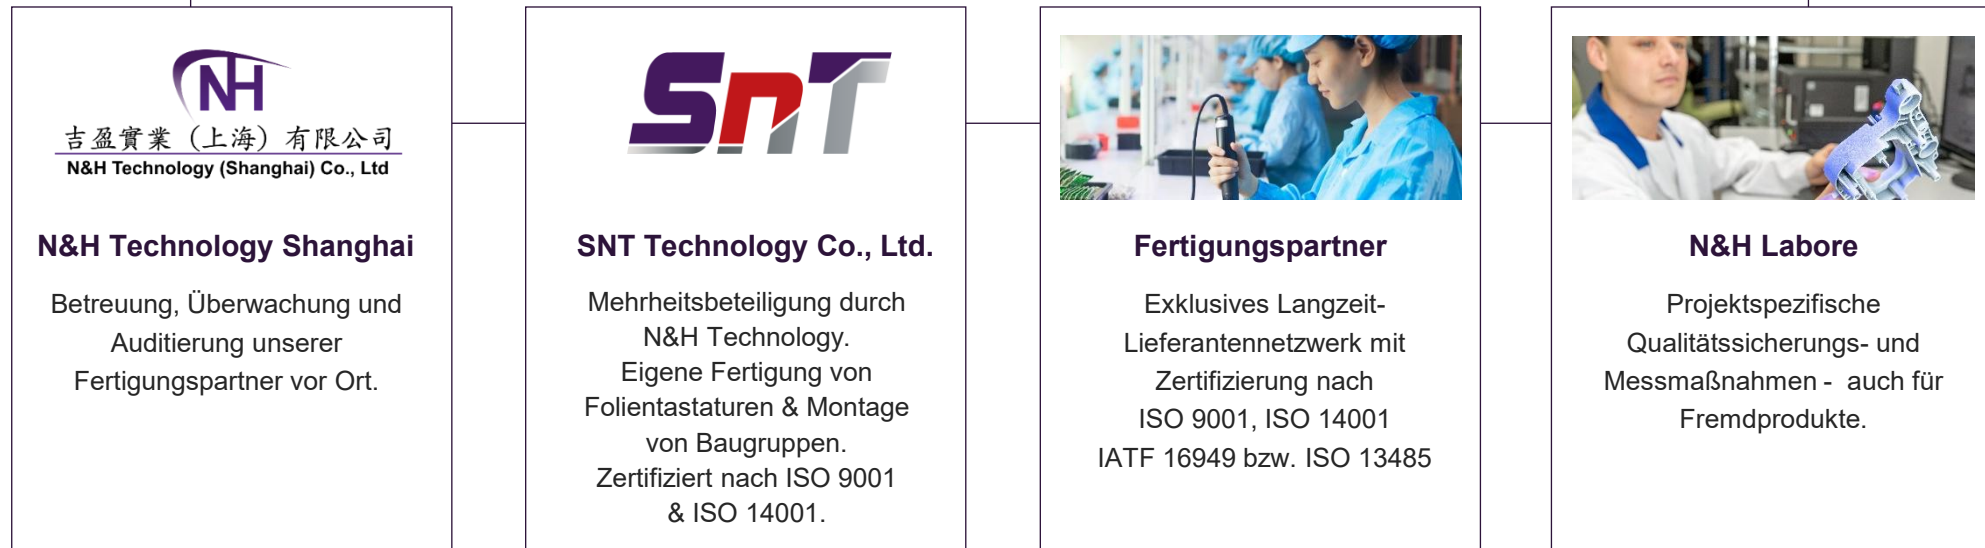 NH
吉盈實業（上海）有限公司
N&H Technology (Shanghai) Co., Ltd
N&H Technology Shanghai
Betreuung, Überwachung und
Auditierung unserer
Fertigungspartner vor Ort.
SnT
SNT Technology Co., Ltd.
Mehrheitsbeteiligung durch
N&H Technology.
Eigene Fertigung von
Folientastaturen & Montage
von Baugruppen.
Zertifiziert nach ISO 9001
& ISO 14001.
Fertigungspartner
Exklusives Langzeit-
Lieferantennetzwerk mit
Zertifizierung nach
ISO 9001, ISO 14001
IATF 16949 bzw. ISO 13485
N&H Labore
Projektspezifische
Qualitätssicherungs- und
Messmaßnahmen -  auch für
Fremdprodukte.